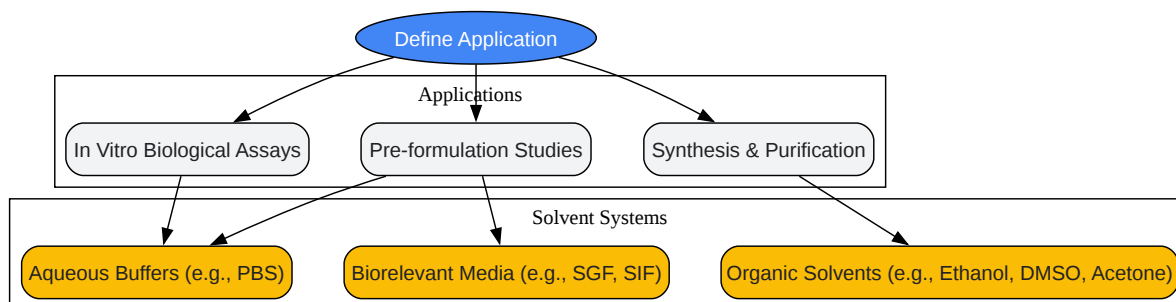 Define Application
Applications
In Vitro Biological Assays
Pre-formulation Studies
Synthesis & Purification
Solvent Systems
Aqueous Buffers (e.g., PBS)
Biorelevant Media (e.g., SGF, SIF)
Organic Solvents (e.g., Ethanol, DMSO, Acetone)